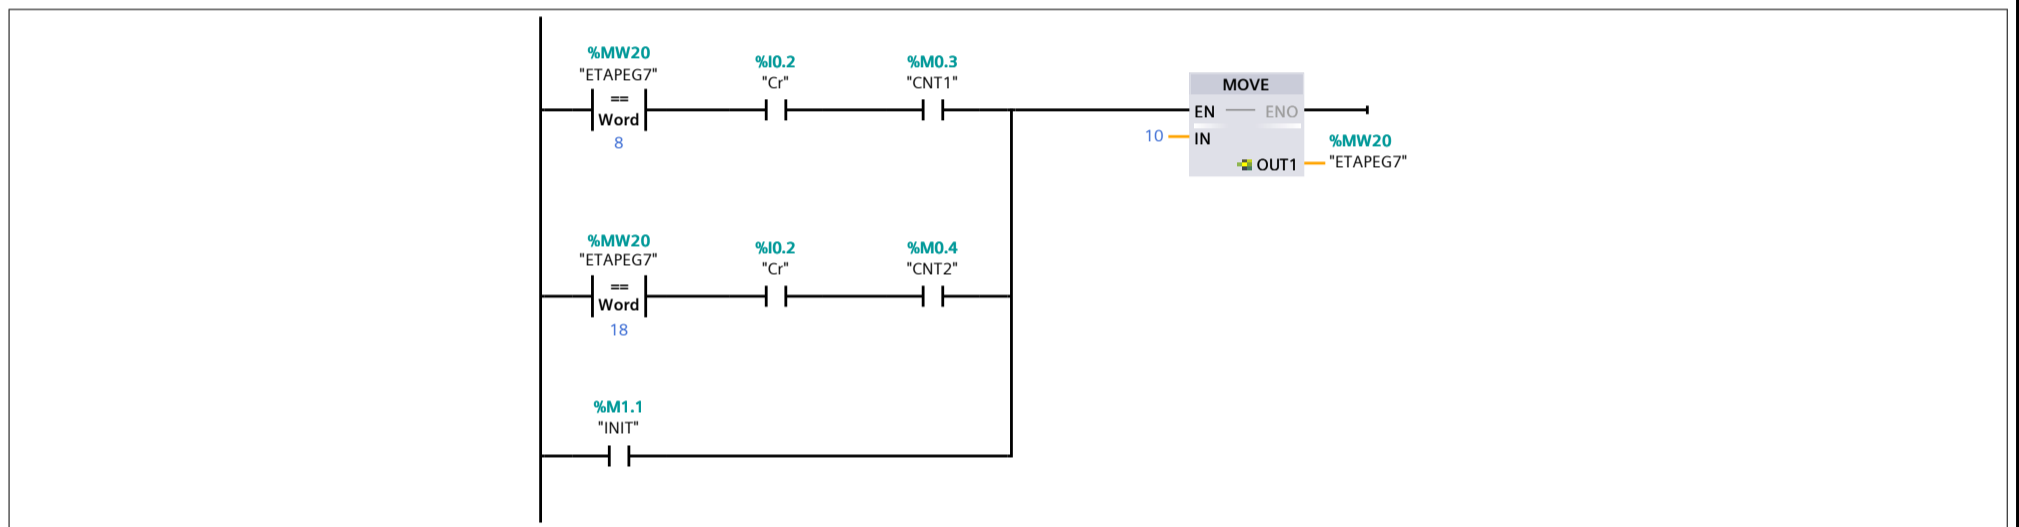 %MW20
"ETAPEG7"
==
Word
8
%I0.2
"Cr"
%M0.3
"CNT1"
MOVE
EN
ENO
10
IN
OUT1
%MW20
"ETAPEG7"
%MW20
"ETAPEG7"
==
Word
18
%I0.2
"Cr"
%M0.4
"CNT2"
%M1.1
"INIT"